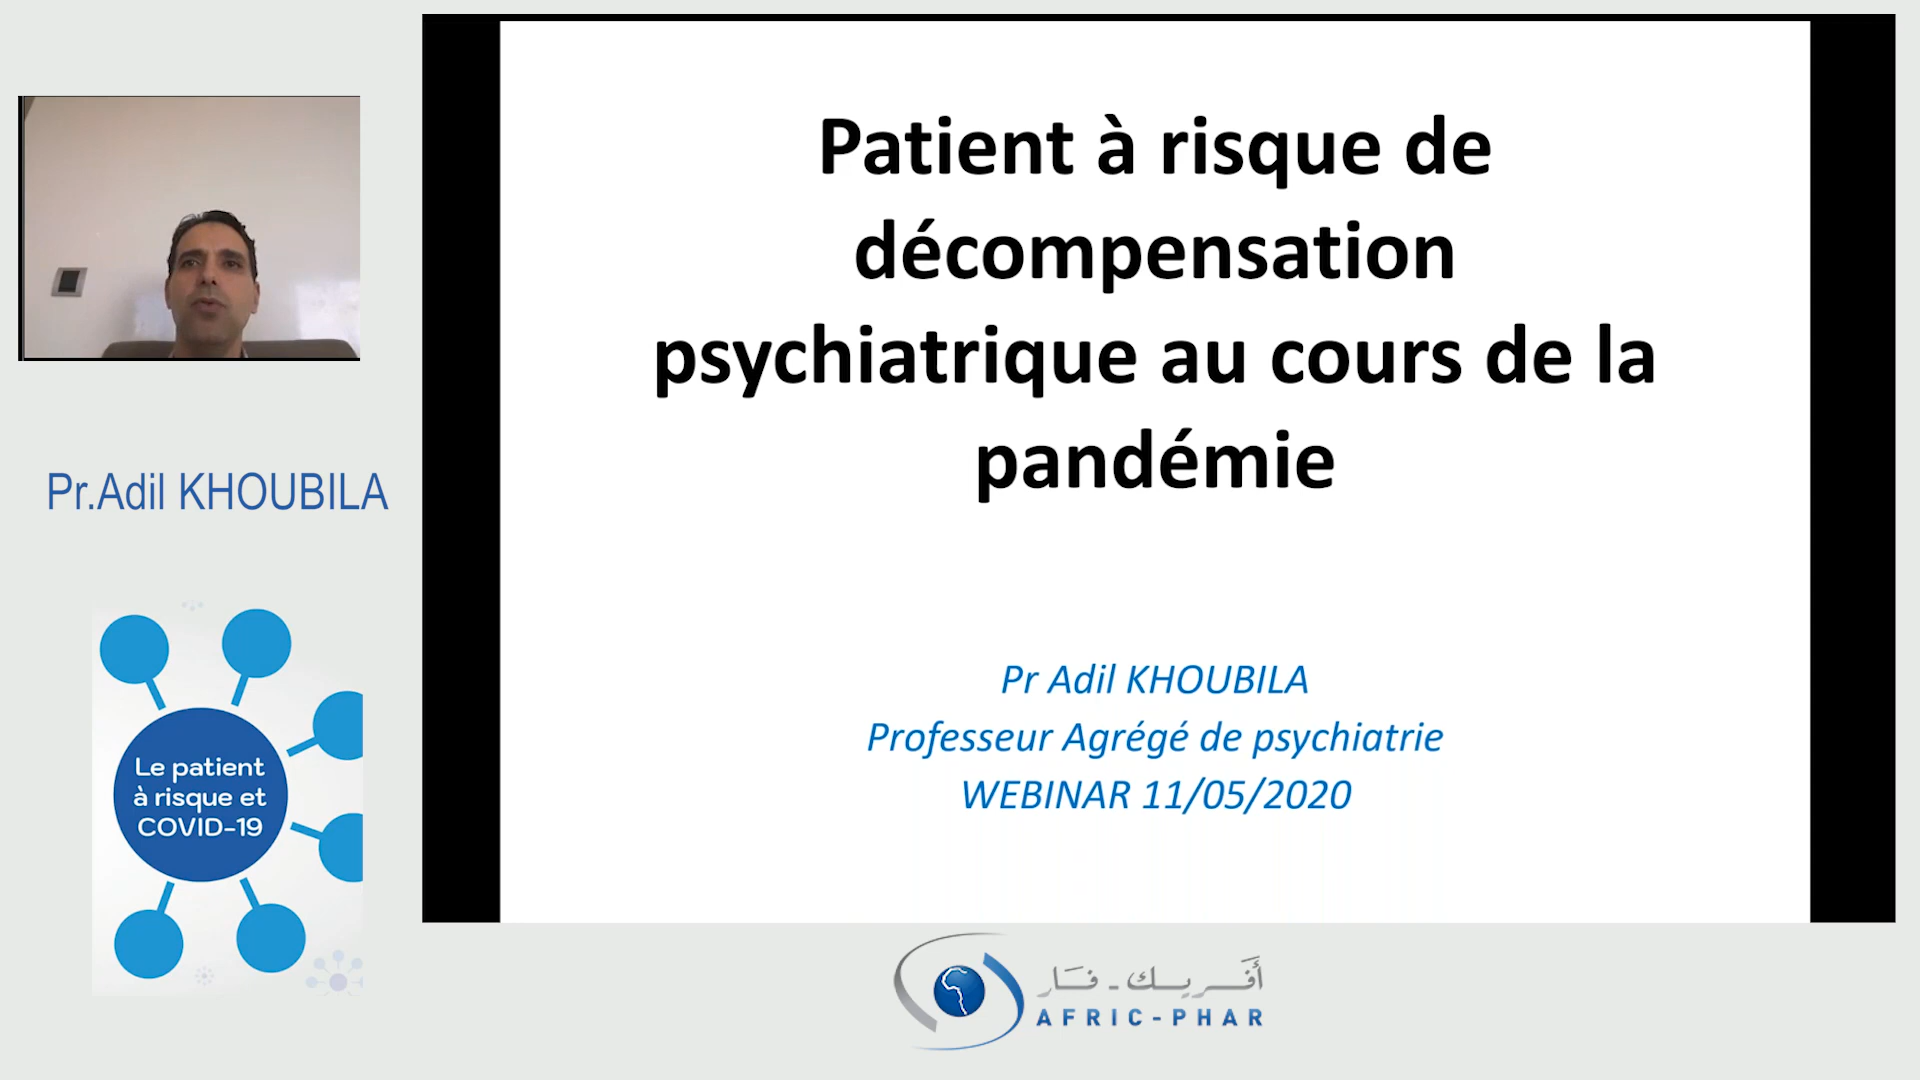 Pr.Adil KHOUBILA
Le patient
à risque et
COVID-19
Patient à risque de
décompensation
psychiatrique au cours de la
pandémie
Pr Adil KHOUBILA
Professeur Agrégé de psychiatrie
WEBINAR 11/05/2020
أفريك - فار
AFRIC-PHAR